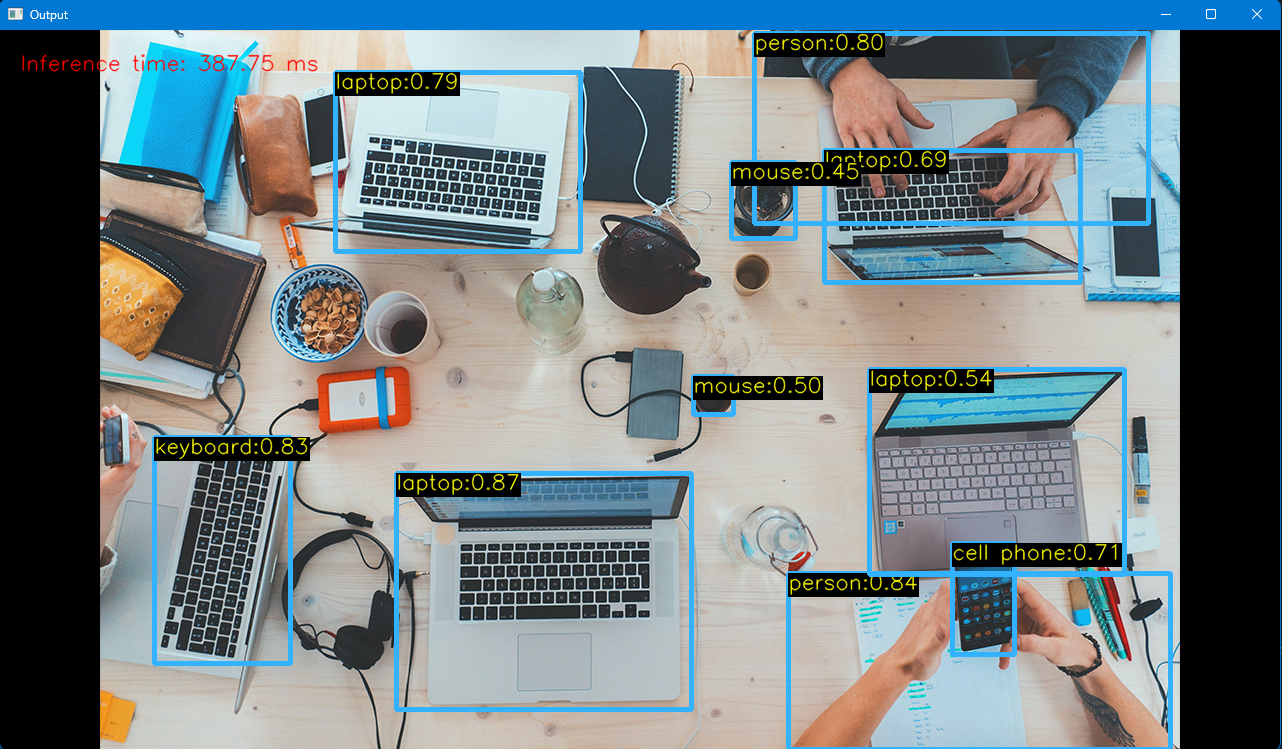 Output
Inference time: 387.75 ms
person:0.80
laptop:0.79
laptop:0.69
mouse:0.45
laptop:0.54
mouse:0.50
keyboard:0.83
laptop:0.87
cell phone:0.71
person:0.84